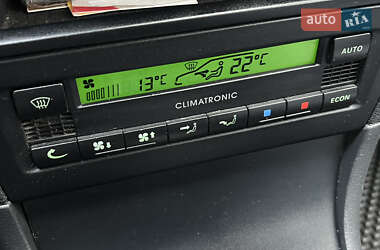 auto RIA
13°C 22°C
AUTO
CLIMATRONIC
ECON